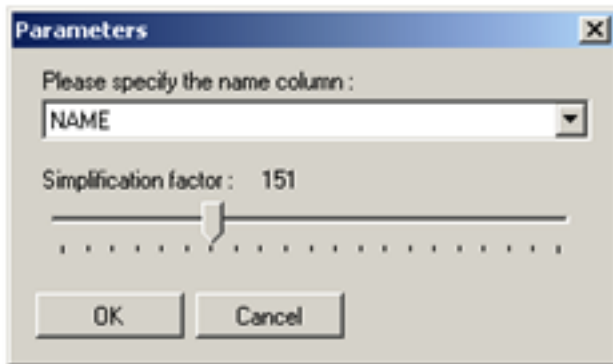 Parameters
Please specify the name column :
NAME
Simplification factor : 151
OK Cancel